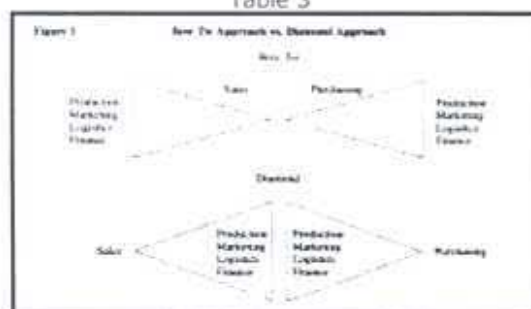 Table 3
Figure 3 Bow Tie Approach vs. Diamond Approach
Bow Tie
Sales Purchasing
Production Production
Marketing Marketing
Logistics Logistics
Finance Finance
Diamond
Production Production
Marketing Marketing
Sales Logistics Logistics Purchasing
Finance Finance